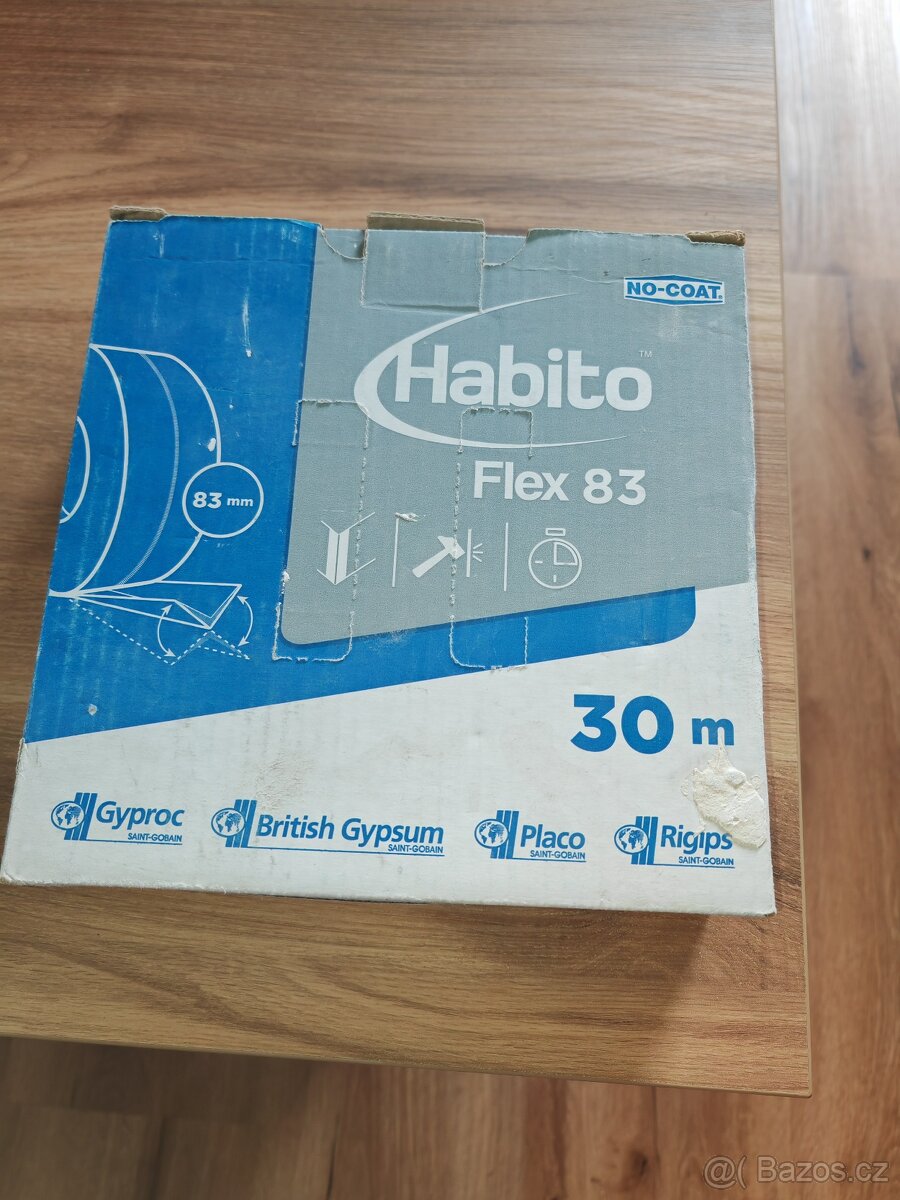 NO-COAT®
Habito™
Flex 83
83 mm
30 m
Gyproc
SAINT-GOBAIN
British Gypsum
SAINT-GOBAIN
Placo
SAINT-GOBAIN
Rigips
SAINT-GOBAIN
@( Bazos.cz